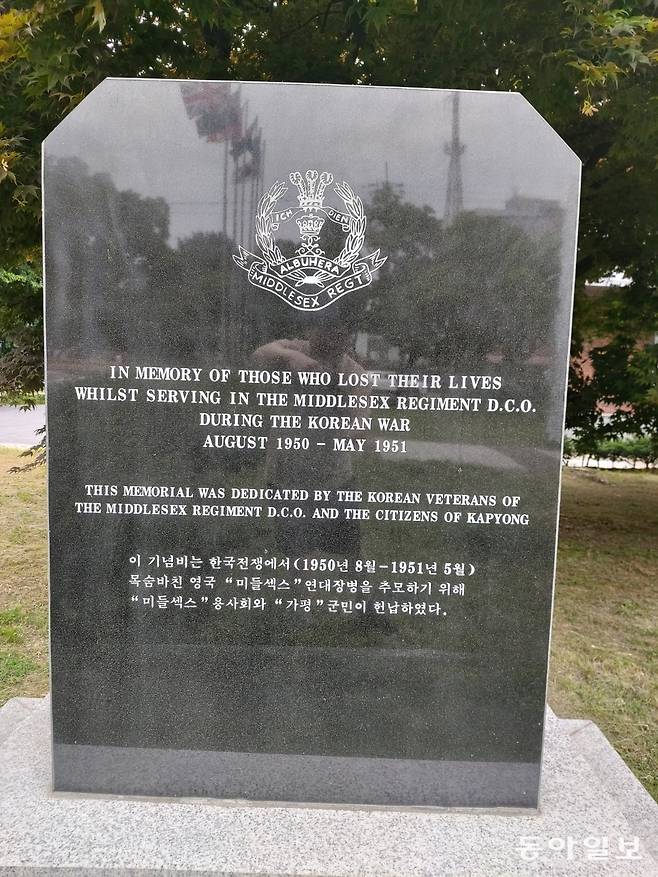 ICH DIEN
ALBUHERA
MIDDLESEX REGT
IN MEMORY OF THOSE WHO LOST THEIR LIVES
WHILST SERVING IN THE MIDDLESEX REGIMENT D.C.O.
DURING THE KOREAN WAR
AUGUST 1950 - MAY 1951
THIS MEMORIAL WAS DEDICATED BY THE KOREAN VETERANS OF
THE MIDDLESEX REGIMENT D.C.O. AND THE CITIZENS OF KAPYONG
이 기념비는 한국전쟁에서 (1950년 8월-1951년 5월)
목숨바친 영국 “미들섹스” 연대장병을 추모하기 위해
“미들섹스” 용사회와 “가평” 군민이 헌납하였다.
동아일보